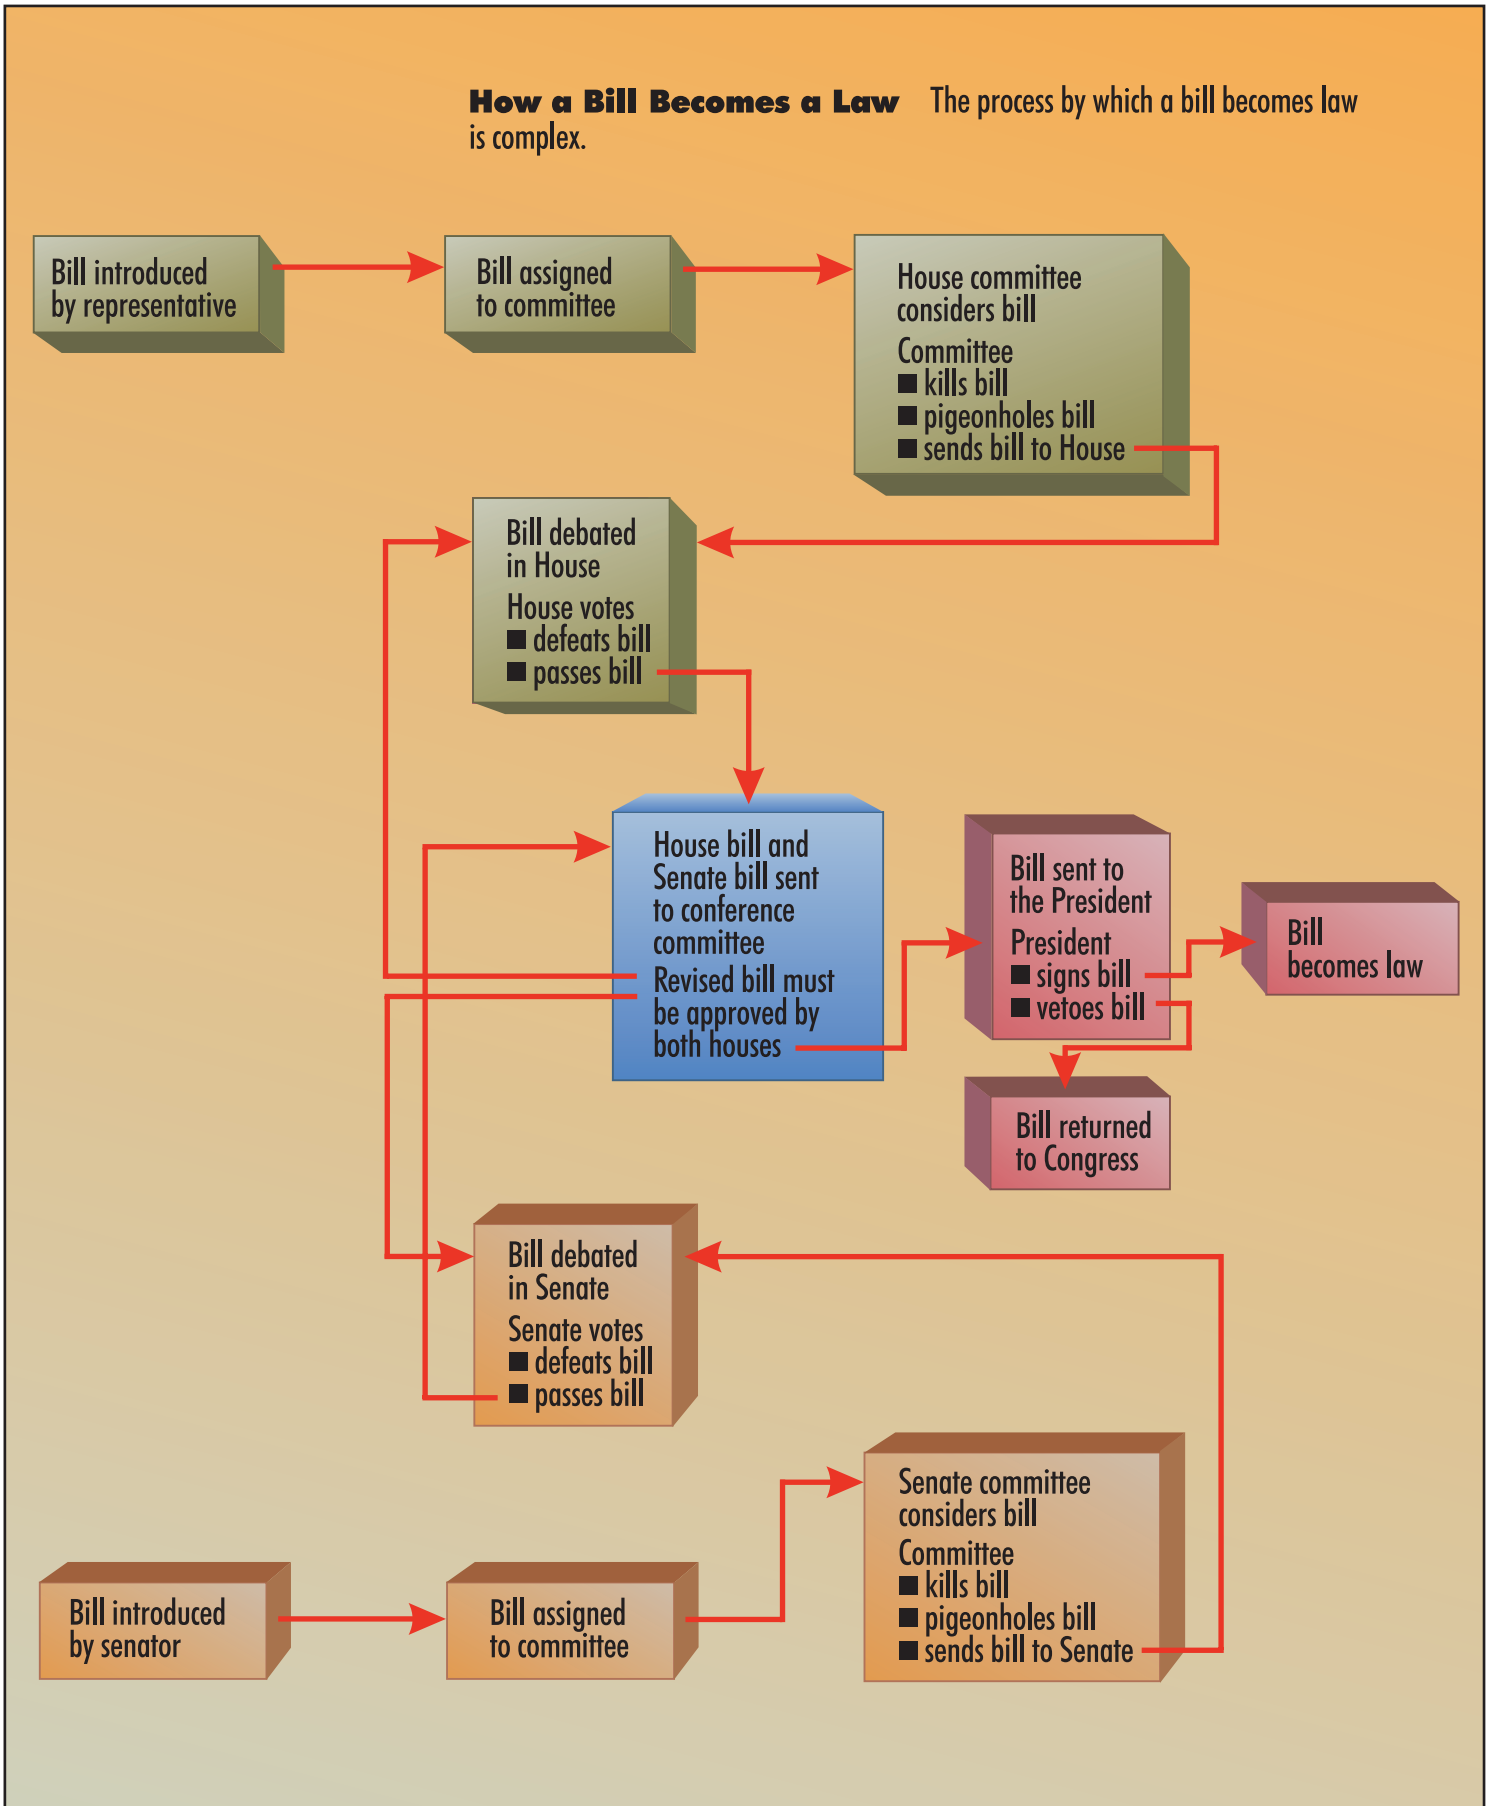 How a Bill Becomes a Law The process by which a bill becomes law
is complex.
Bill introduced
by representative
Bill assigned
to committee
House committee
considers bill
Committee
■ kills bill
■ pigeonholes bill
■ sends bill to House
Bill debated
in House
House votes
■ defeats bill
■ passes bill
House bill and
Senate bill sent
to conference
committee
Revised bill must
be approved by
both houses
Bill sent to
the President
President
■ signs bill
■ vetoes bill
Bill
becomes law
Bill returned
to Congress
Bill debated
in Senate
Senate votes
■ defeats bill
■ passes bill
Senate committee
considers bill
Committee
■ kills bill
■ pigeonholes bill
■ sends bill to Senate
Bill introduced
by senator
Bill assigned
to committee